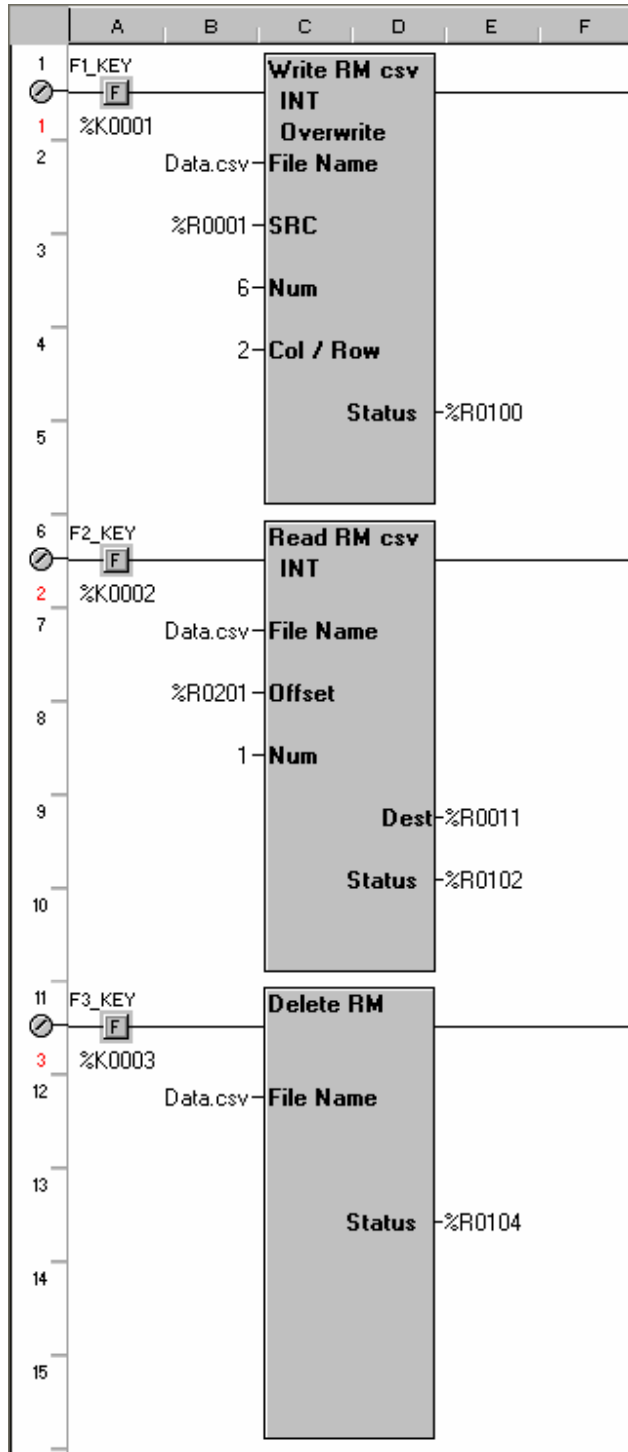 A B C D E F
1 F1_KEY Write RM csv
F INT
1 %K0001 Overwrite
2 Data.csv File Name
%R0001 SRC
3
6 Num
4 2 Col / Row
Status %R0100
5
6 F2_KEY Read RM csv
F INT
2 %K0002
7 Data.csv File Name
%R0201 Offset
8
1 Num
9 Dest %R0011
Status %R0102
10
11 F3_KEY Delete RM
F
3 %K0003
12 Data.csv File Name
13
Status %R0104
14
15